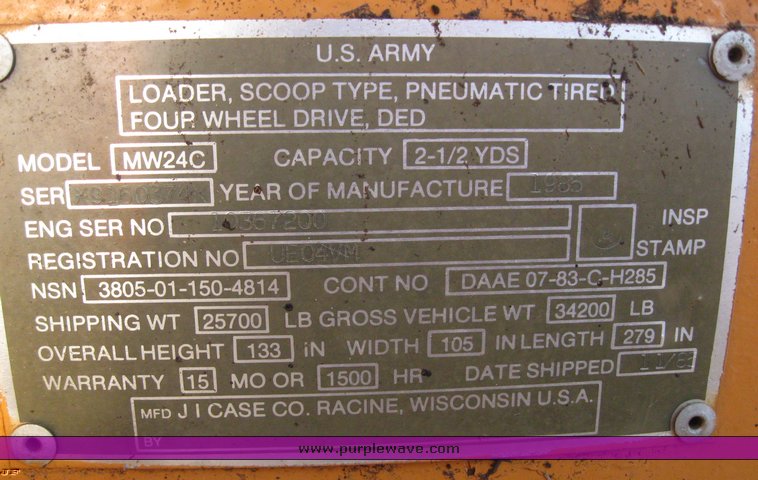 U.S. ARMY
LOADER, SCOOP TYPE, PNEUMATIC TIRED
FOUR WHEEL DRIVE, DED
MODEL MW24C CAPACITY 2-1/2 YDS
SER YEAR OF MANUFACTURE 1985
ENG SER NO 10367200 INSP
REGISTRATION NO STAMP
NSN 3805-01-150-4814 CONT NO DAAE 07-83-C-H285
SHIPPING WT 25700 LB GROSS VEHICLE WT 34200 LB
OVERALL HEIGHT 133 IN WIDTH 105 IN LENGTH 279 IN
WARRANTY 15 MO OR 1500 HR DATE SHIPPED
MFD J I CASE CO. RACINE, WISCONSIN U.S.A.
BY
www.purplewave.com